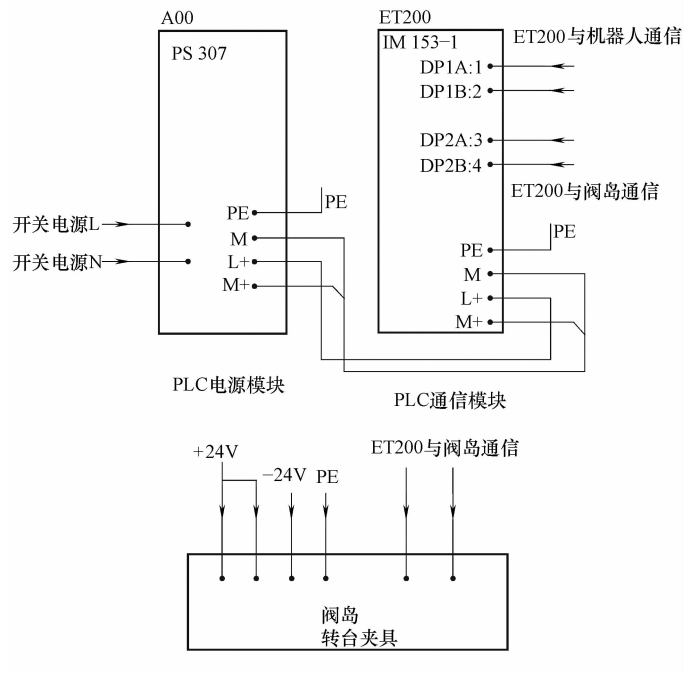 A00
PS 307
开关电源L
开关电源N
PE
PE
M
L+
M+
PLC电源模块
ET200
IM 153-1
ET200与机器人通信
DP1A:1
DP1B:2
DP2A:3
DP2B:4
ET200与阀岛通信
PE
PE
M
L+
M+
PLC通信模块
+24V
−24V
PE
ET200与阀岛通信
阀岛
转台夹具